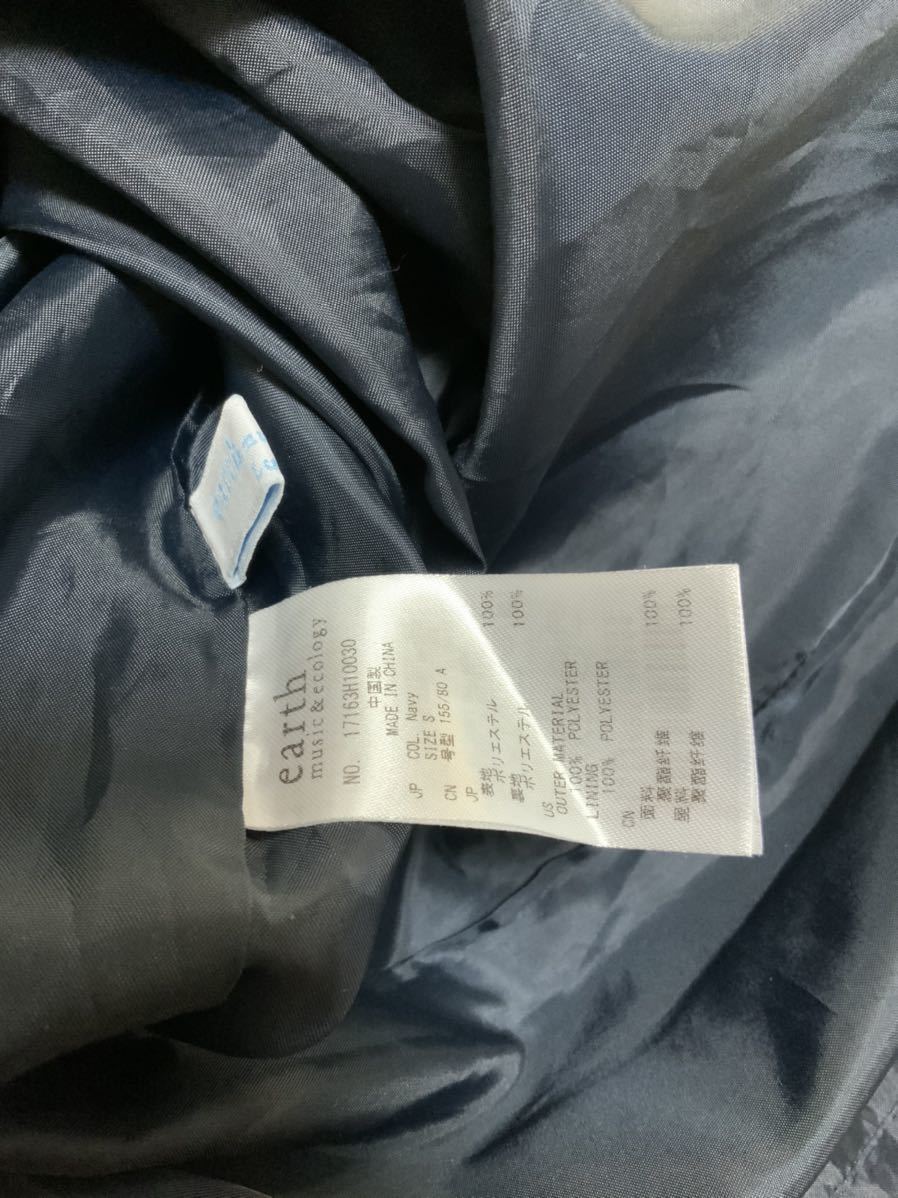 earth
music & ecology
NO. 17163H10030
中国製
MADE IN CHINA
JP COL. Navy
SIZE S
CN 号型 155/80 A
JP
表地
ポリエステル 100%
裏地
ポリエステル 100%
US
OUTER MATERIAL
100% POLYESTER
LINING
100% POLYESTER
CN
面料
聚酯纤维 100%
里料
聚酯纤维 100%